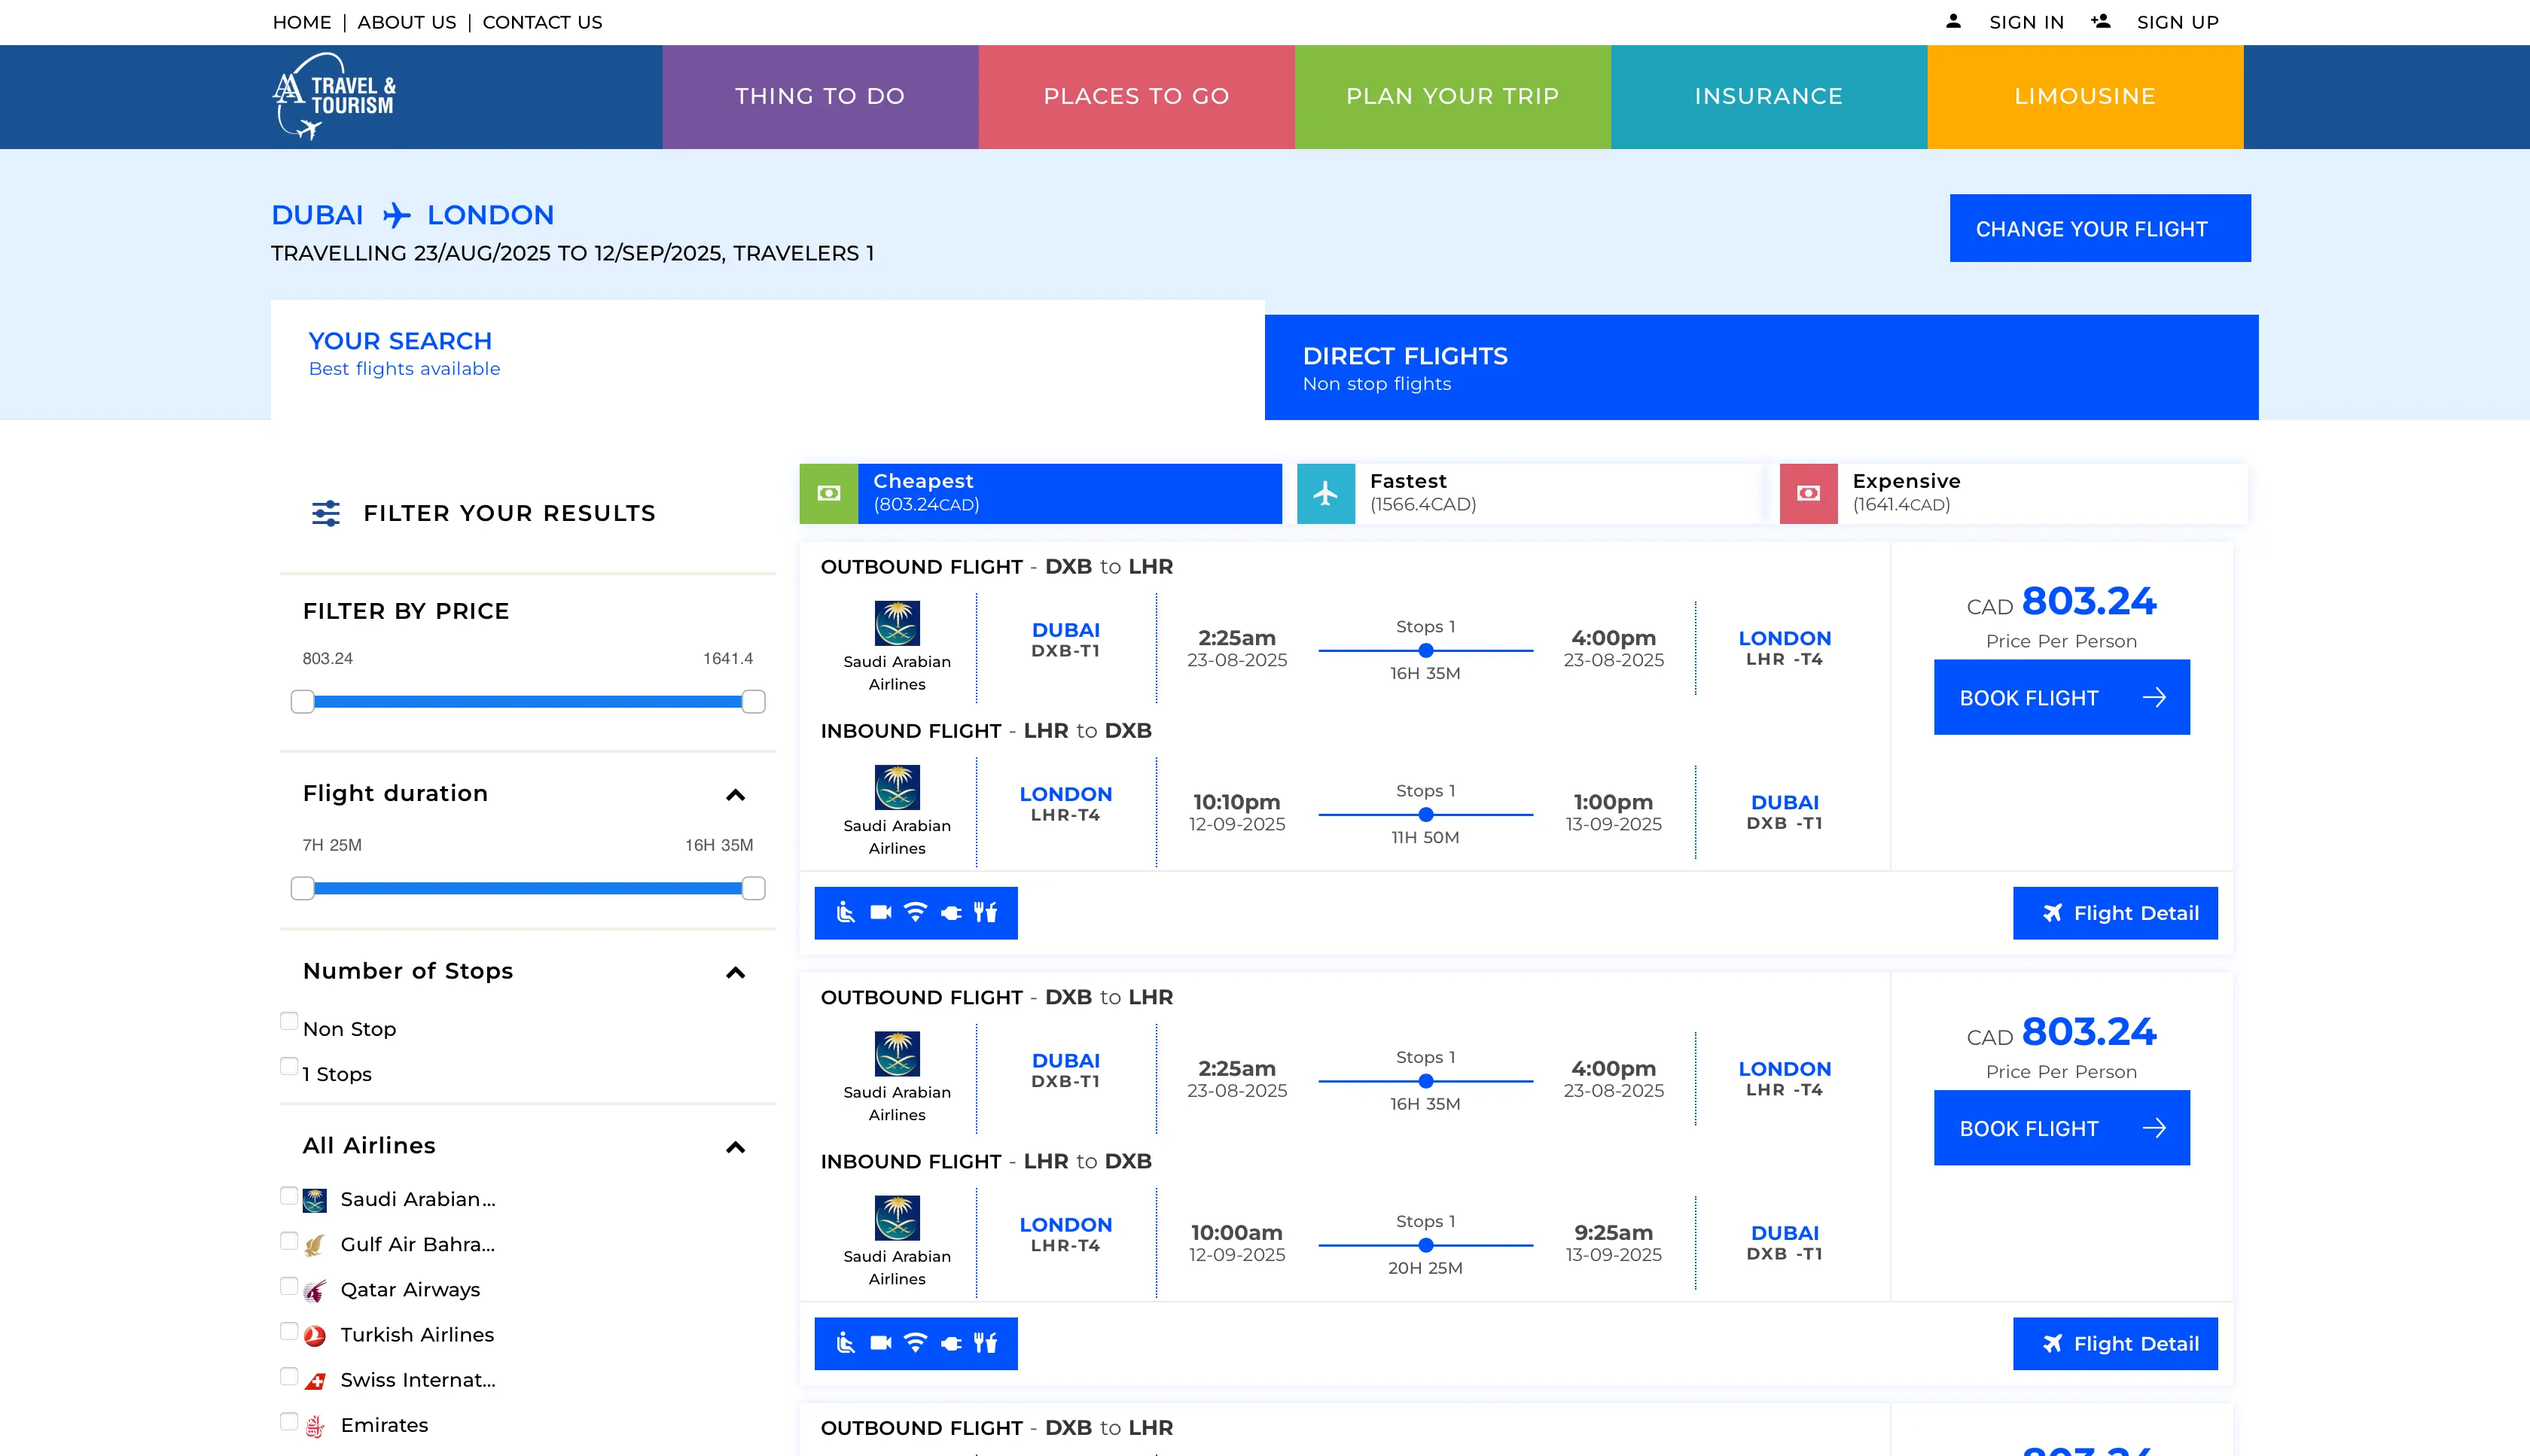 HOME | ABOUT US | CONTACT US
SIGN IN SIGN UP
AA TRAVEL &
TOURISM
THING TO DO
PLACES TO GO
PLAN YOUR TRIP
INSURANCE
LIMOUSINE
DUBAI LONDON
TRAVELLING 23/AUG/2025 TO 12/SEP/2025, TRAVELERS 1
CHANGE YOUR FLIGHT
YOUR SEARCH
Best flights available
DIRECT FLIGHTS
Non stop flights
FILTER YOUR RESULTS
FILTER BY PRICE
803.24 1641.4
Flight duration
7H 25M 16H 35M
Number of Stops
Non Stop
1 Stops
All Airlines
Saudi Arabian...
Gulf Air Bahra...
Qatar Airways
Turkish Airlines
Swiss Internat...
Emirates
Cheapest
(803.24CAD)
Fastest
(1566.4CAD)
Expensive
(1641.4CAD)
OUTBOUND FLIGHT - DXB to LHR
Saudi Arabian
Airlines
DUBAI
DXB-T1
2:25am
23-08-2025
Stops 1
16H 35M
4:00pm
23-08-2025
LONDON
LHR -T4
INBOUND FLIGHT - LHR to DXB
Saudi Arabian
Airlines
LONDON
LHR-T4
10:10pm
12-09-2025
Stops 1
11H 50M
1:00pm
13-09-2025
DUBAI
DXB -T1
CAD 803.24
Price Per Person
BOOK FLIGHT
Flight Detail
OUTBOUND FLIGHT - DXB to LHR
Saudi Arabian
Airlines
DUBAI
DXB-T1
2:25am
23-08-2025
Stops 1
16H 35M
4:00pm
23-08-2025
LONDON
LHR -T4
INBOUND FLIGHT - LHR to DXB
Saudi Arabian
Airlines
LONDON
LHR-T4
10:00am
12-09-2025
Stops 1
20H 25M
9:25am
13-09-2025
DUBAI
DXB -T1
CAD 803.24
Price Per Person
BOOK FLIGHT
Flight Detail
OUTBOUND FLIGHT - DXB to LHR
803.24